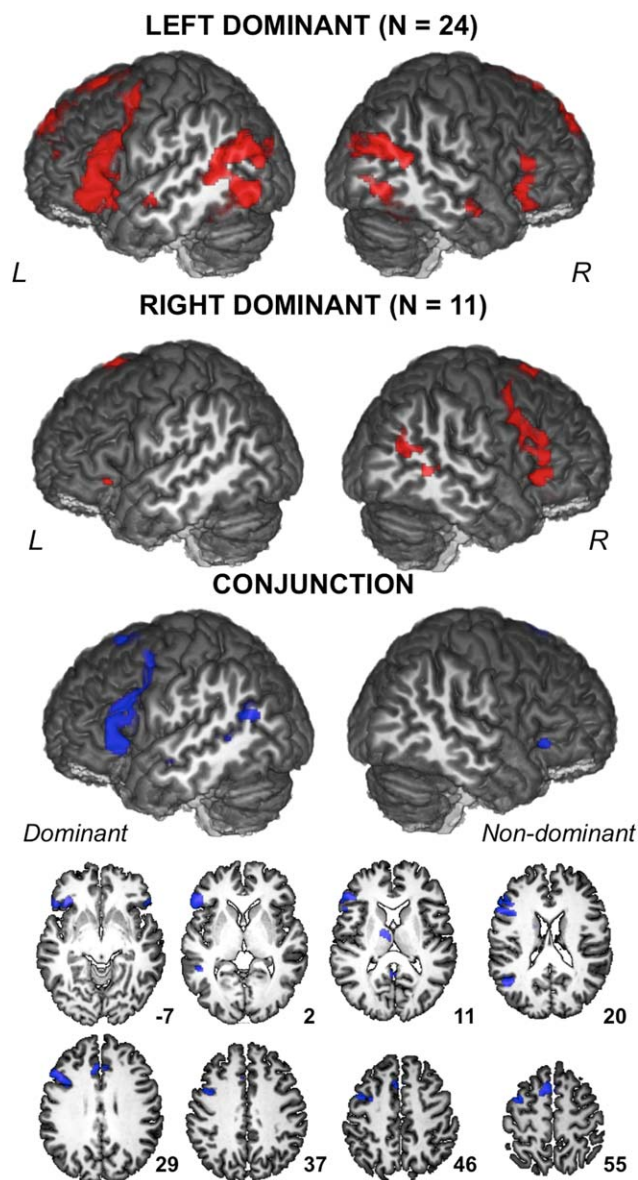 LEFT DOMINANT (N = 24)
L R
RIGHT DOMINANT (N = 11)
L R
CONJUNCTION
Dominant Non-dominant
-7 2 11 20
29 37 46 55